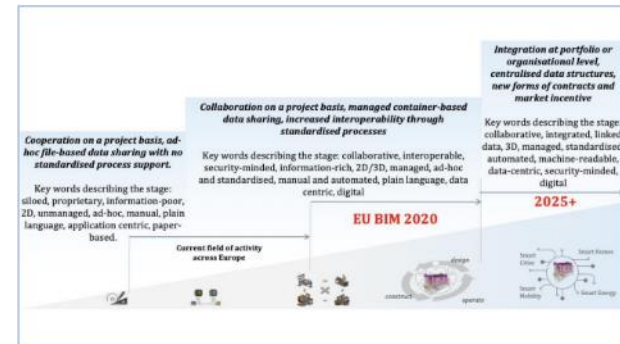 Cooperation on a project basis, ad-
hoc file-based data sharing with no
standardised process support.
Key words describing the stage:
siloed, proprietary, information-poor,
2D, unmanaged, ad-hoc, manual, plain
language, application centric, paper-
based.
Current field of activity
across Europe
Collaboration on a project basis, managed container-based
data sharing, increased interoperability through
standardised processes
Key words describing the stage: collaborative, interoperable,
security-minded, information-rich, 2D/3D, managed, ad-hoc
and standardised, manual and automated, plain language, data
centric, digital
EU BIM 2020
design
construct
operate
Integration at portfolio or
organisational level,
centralised data structures,
new forms of contracts and
market incentive
Key words describing the stage:
collaborative, integrated, linked
data, 3D, managed, standardised
automated, machine-readable,
data-centric, security-minded,
digital
2025+
Smart
Cities
Smart
Mobility
Smart Energy